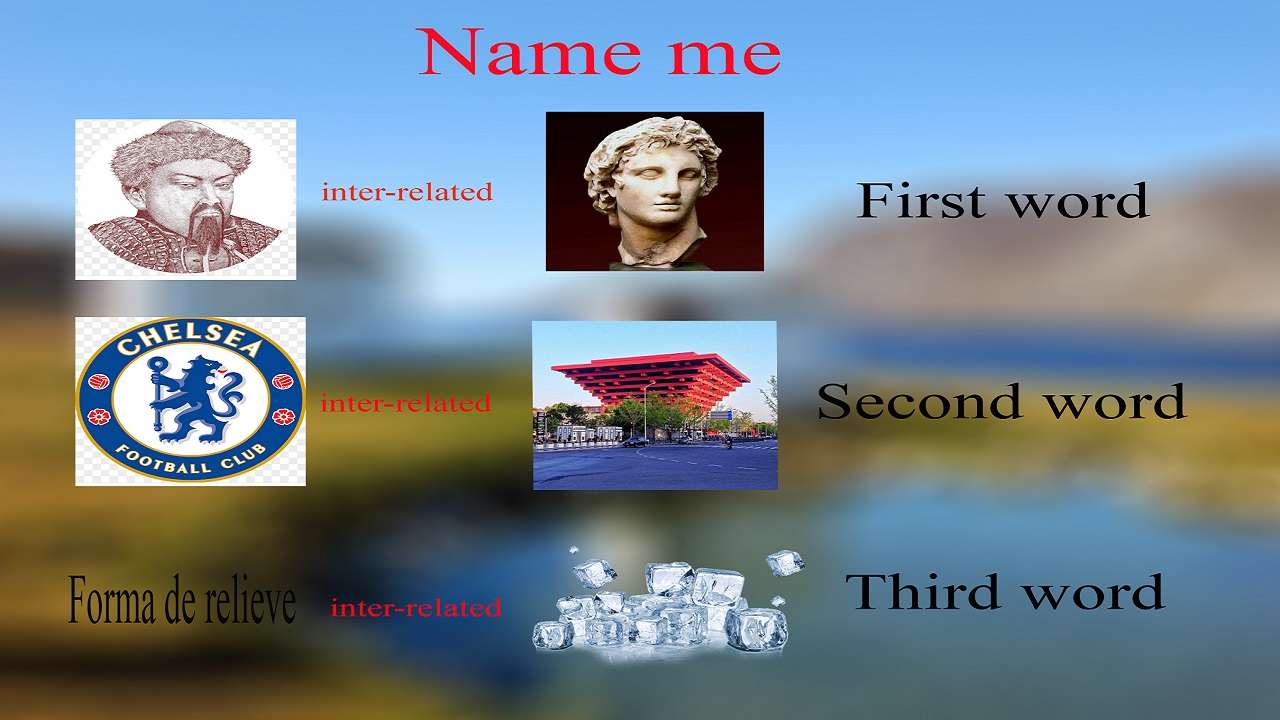 Name me
inter-related
First word
CHELSEA
FOOTBALL CLUB
inter-related
Second word
Forma de relieve
inter-related
Third word